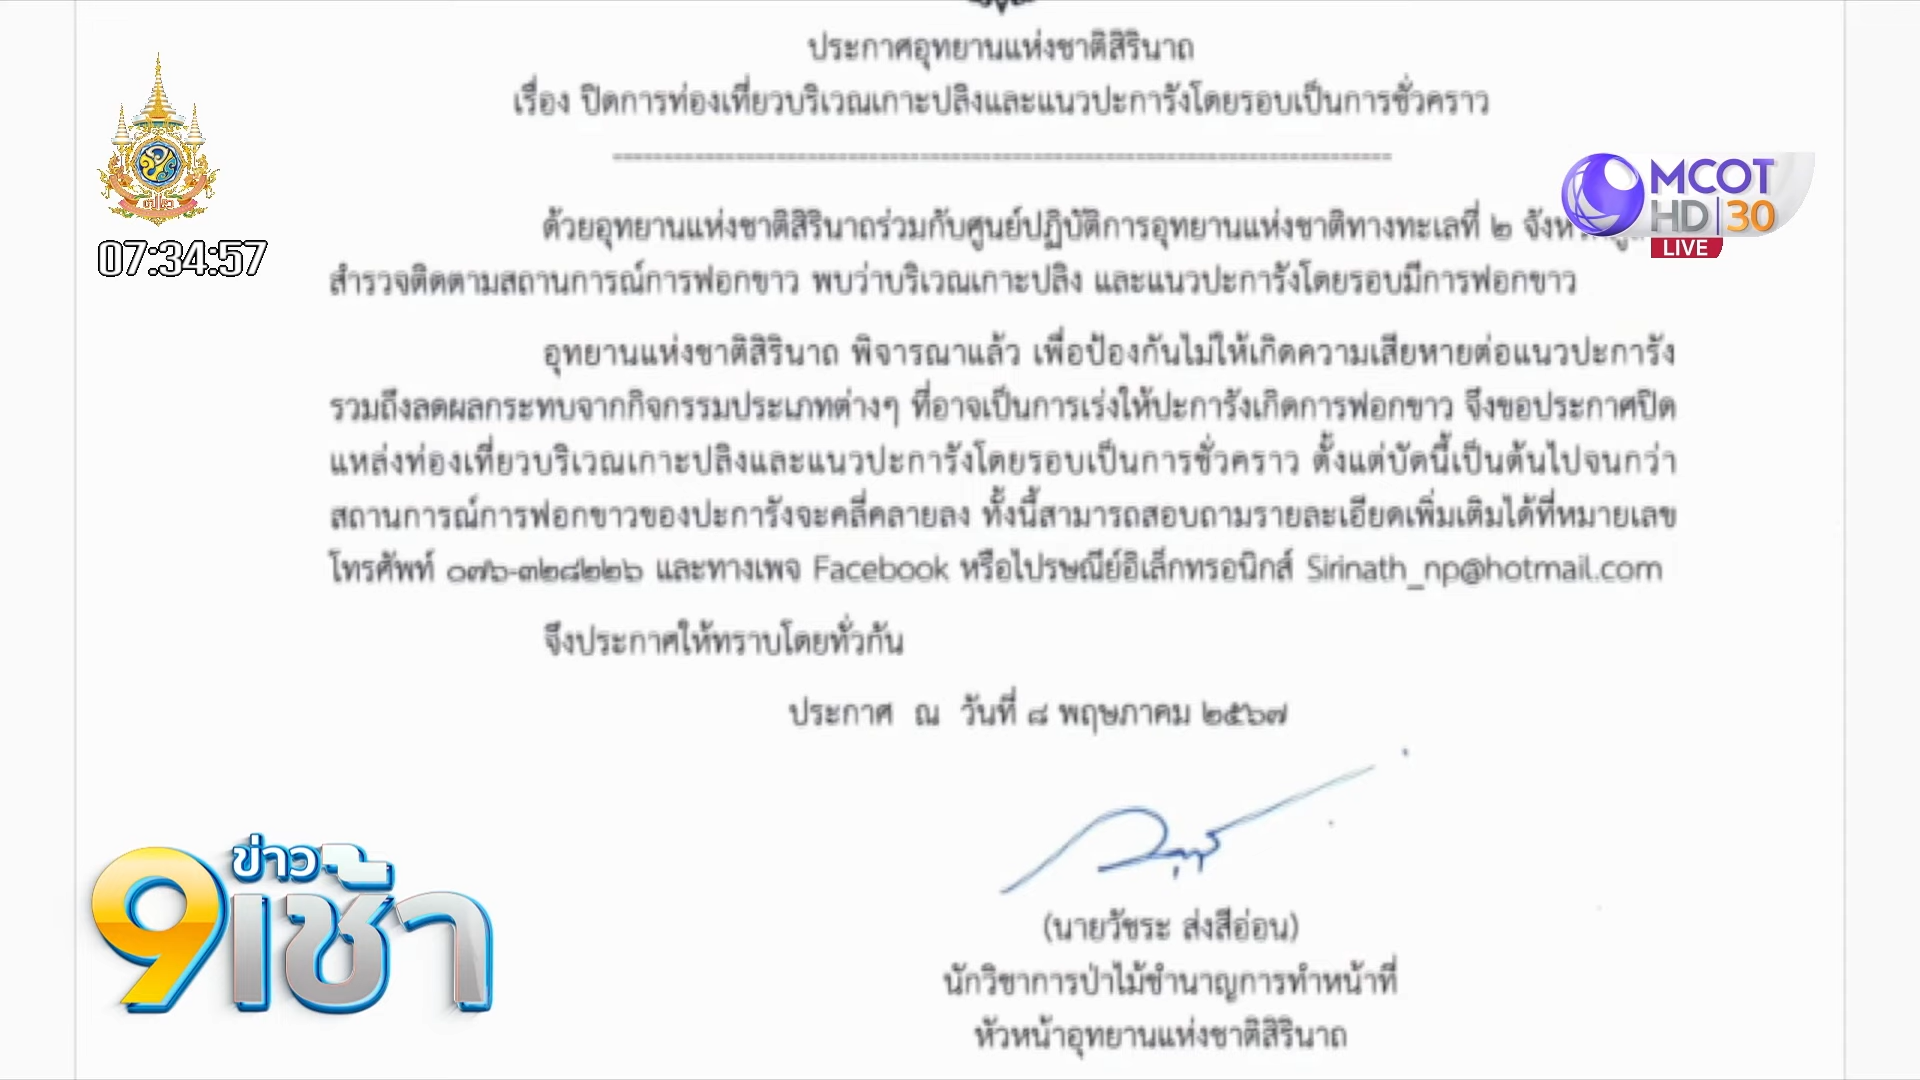 ประกาศอุทยานแห่งชาติสิรินาถ
เรื่อง ปิดการท่องเที่ยวบริเวณเกาะปลิงและแนวปะการังโดยรอบเป็นการชั่วคราว
07:34:57
MCOT
HD 30
LIVE
ด้วยอุทยานแห่งชาติสิรินาถร่วมกับศูนย์ปฏิบัติการอุทยานแห่งชาติทางทะเลที่ ๒
สำรวจติดตามสถานการณ์การฟอกขาว พบว่าบริเวณเกาะปลิง และแนวปะการังโดยรอบมีการฟอกขาว
อุทยานแห่งชาติสิรินาถ พิจารณาแล้ว เพื่อป้องกันไม่ให้เกิดความเสียหายต่อแนวปะการัง
รวมถึงลดผลกระทบจากกิจกรรมประเภทต่างๆ ที่อาจเป็นการเร่งให้ปะการังเกิดการฟอกขาว จึงขอประกาศปิด
แหล่งท่องเที่ยวบริเวณเกาะปลิงและแนวปะการังโดยรอบเป็นการชั่วคราว ตั้งแต่บัดนี้เป็นต้นไปจนกว่า
สถานการณ์การฟอกขาวของปะการังจะคลี่คลายลง ทั้งนี้สามารถสอบถามรายละเอียดเพิ่มเติมได้ที่หมายเลข
โทรศัพท์ ๐๗๖-๓๒๘๒๒๖ และทางเพจ Facebook หรือไปรษณีย์อิเล็กทรอนิกส์ Sirinath_np@hotmail.com
จึงประกาศให้ทราบโดยทั่วกัน
ประกาศ ณ วันที่ ๘ พฤษภาคม ๒๕๖๗
(นายวัชระ ส่งสีอ่อน)
นักวิชาการป่าไม้ชำนาญการทำหน้าที่
หัวหน้าอุทยานแห่งชาติสิรินาถ
ข่าว
9เช้า